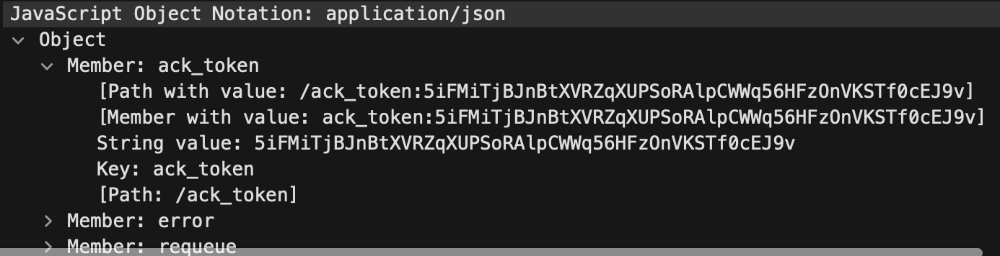 JavaScript Object Notation: application/json
Object
Member: ack_token
[Path with value: /ack_token:5iFMiTjBJnBtXVRZqXUPSoRAlpCWWq56HFzOnVKSTf0cEJ9v]
[Member with value: ack_token:5iFMiTjBJnBtXVRZqXUPSoRAlpCWWq56HFzOnVKSTf0cEJ9v]
String value: 5iFMiTjBJnBtXVRZqXUPSoRAlpCWWq56HFzOnVKSTf0cEJ9v
Key: ack_token
[Path: /ack_token]
Member: error
Member: requeue